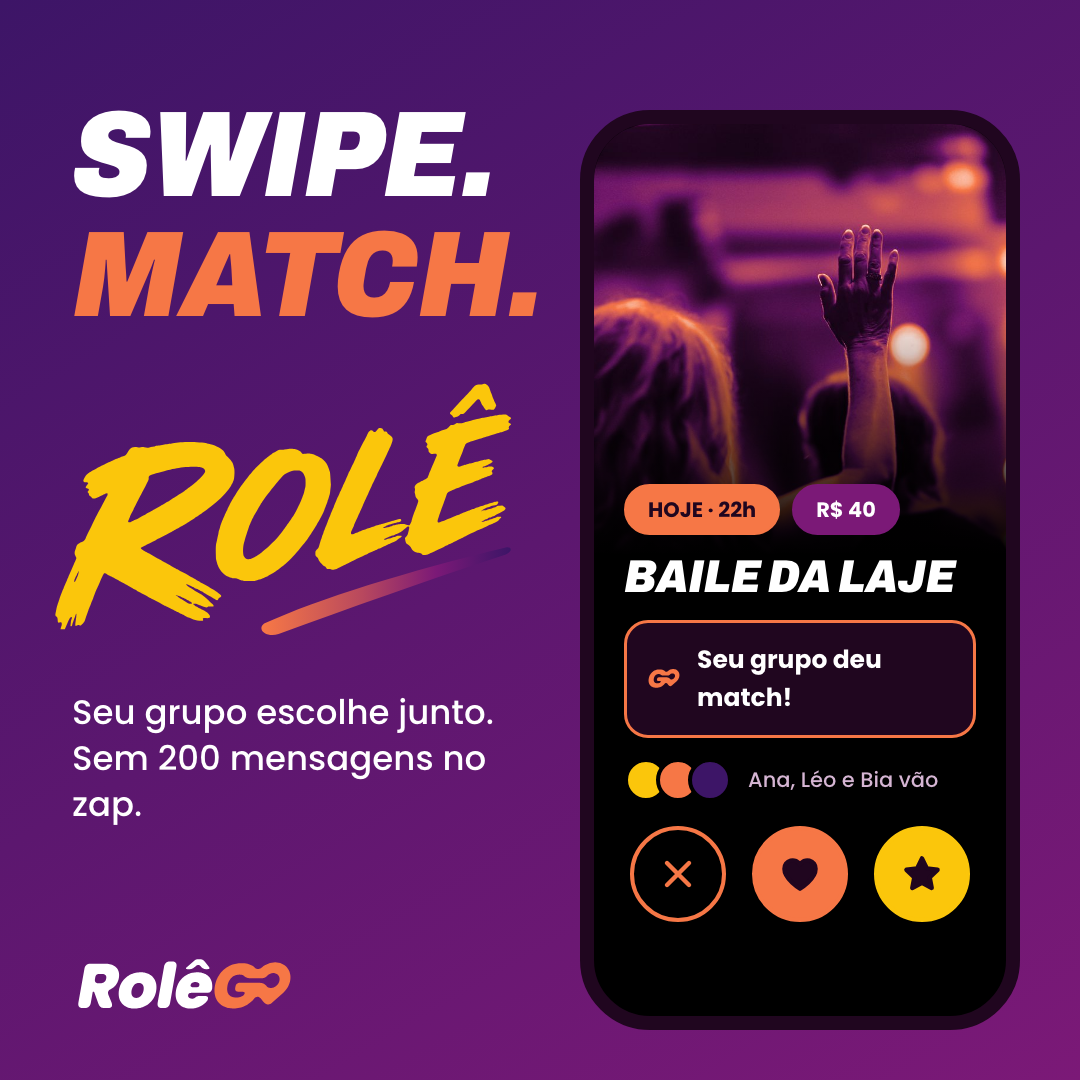 SWIPE.
MATCH.
ROLÊ
Seu grupo escolhe junto.
Sem 200 mensagens no
zap.
RolêGO
HOJE · 22h
R$ 40
BAILE DA LAJE
GO
Seu grupo deu
match!
Ana, Léo e Bia vão